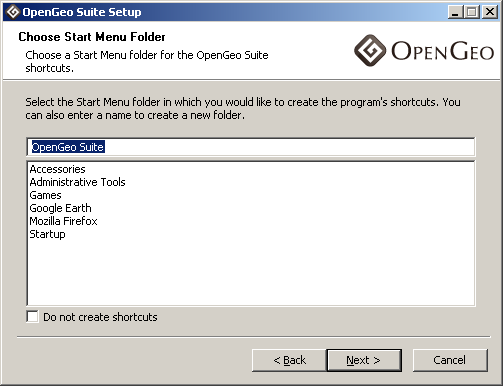 OpenGeo Suite Setup
Choose Start Menu Folder
Choose a Start Menu folder for the OpenGeo Suite
shortcuts.
OPENGEO
Select the Start Menu folder in which you would like to create the program's shortcuts. You
can also enter a name to create a new folder.
OpenGeo Suite
Accessories
Administrative Tools
Games
Google Earth
Mozilla Firefox
Startup
Do not create shortcuts
< Back
Next >
Cancel